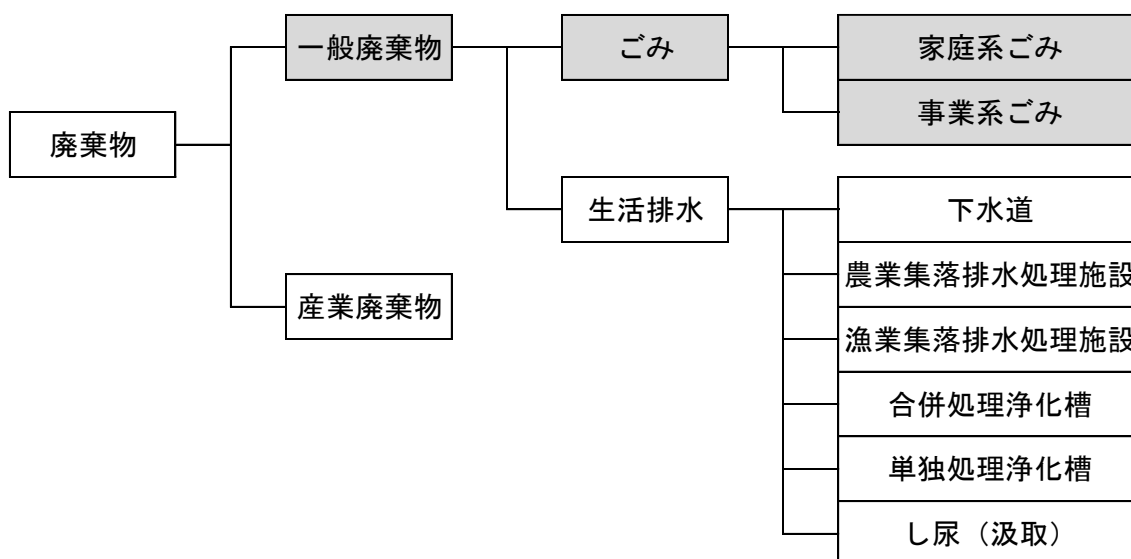 廃棄物
一般廃棄物
産業廃棄物
ごみ
生活排水
家庭系ごみ
事業系ごみ
下水道
農業集落排水処理施設
漁業集落排水処理施設
合併処理浄化槽
単独処理浄化槽
し尿（汲取）